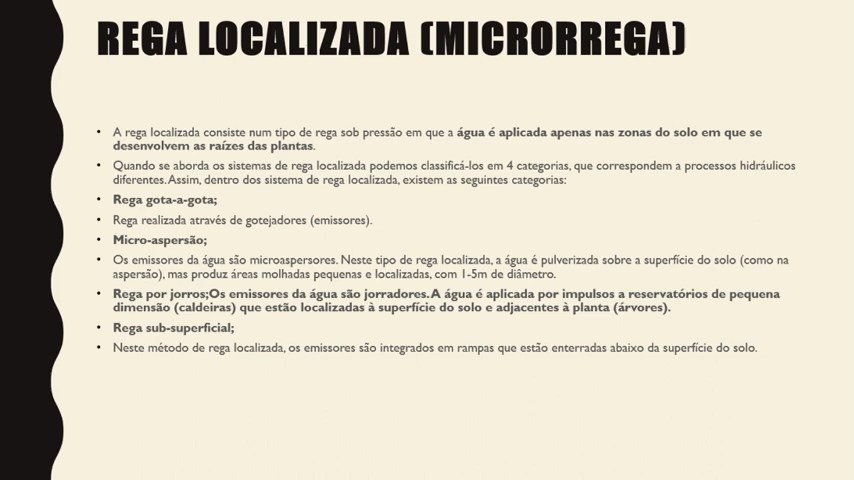 REGA LOCALIZADA (MICRORREGA)
• A rega localizada consiste num tipo de rega sob pressão em que a água é aplicada apenas nas zonas do solo em que se
desenvolvem as raízes das plantas.
• Quando se aborda os sistemas de rega localizada podemos classificá-los em 4 categorias, que correspondem a processos hidráulicos
diferentes. Assim, dentro dos sistema de rega localizada, existem as seguintes categorias:
• Rega gota-a-gota;
• Rega realizada através de gotejadores (emissores).
• Micro-aspersão;
• Os emissores da água são microaspersores. Neste tipo de rega localizada, a água é pulverizada sobre a superfície do solo (como na
aspersão), mas produz áreas molhadas pequenas e localizadas, com 1-5m de diâmetro.
• Rega por jorros;Os emissores da água são jorradores. A água é aplicada por impulsos a reservatórios de pequena
dimensão (caldeiras) que estão localizadas à superfície do solo e adjacentes à planta (árvores).
• Rega sub-superficial;
• Neste método de rega localizada, os emissores são integrados em rampas que estão enterradas abaixo da superfície do solo.